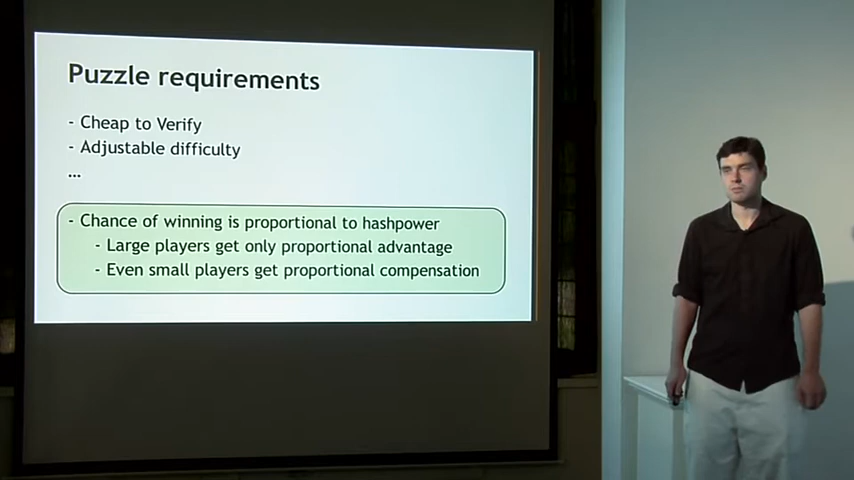 Puzzle requirements
- Cheap to Verify
- Adjustable difficulty
...
- Chance of winning is proportional to hashpower
- Large players get only proportional advantage
- Even small players get proportional compensation